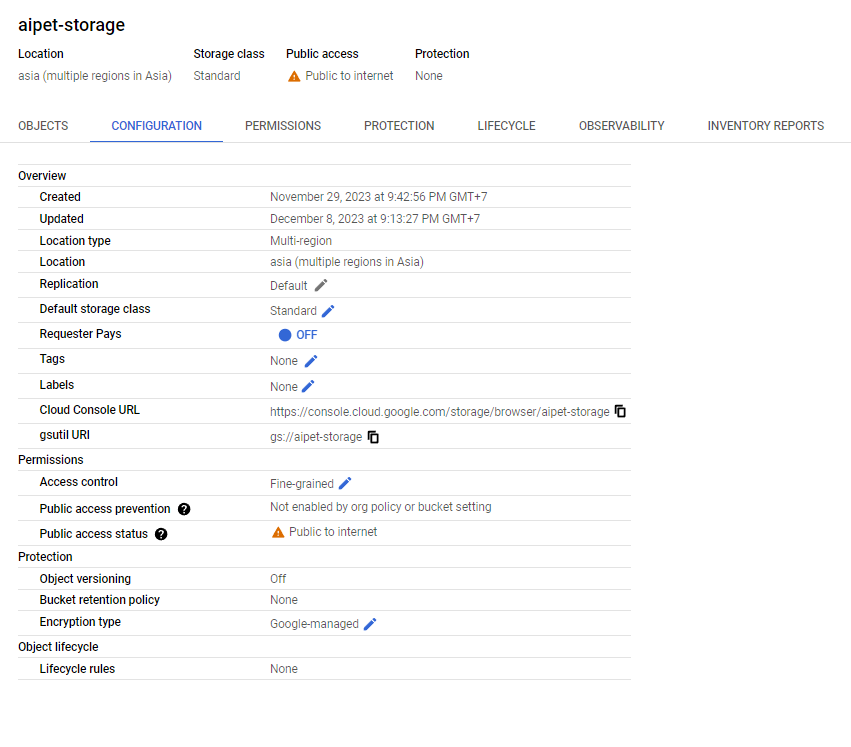 aipet-storage
Location Storage class Public access Protection
asia (multiple regions in Asia) Standard Public to internet None
OBJECTS CONFIGURATION PERMISSIONS PROTECTION LIFECYCLE OBSERVABILITY INVENTORY REPORTS
Overview
Created November 29, 2023 at 9:42:56 PM GMT+7
Updated December 8, 2023 at 9:13:27 PM GMT+7
Location type Multi-region
Location asia (multiple regions in Asia)
Replication Default
Default storage class Standard
Requester Pays OFF
Tags None
Labels None
Cloud Console URL https://console.cloud.google.com/storage/browser/aipet-storage
gsutil URI gs://aipet-storage
Permissions
Access control Fine-grained
Public access prevention ? Not enabled by org policy or bucket setting
Public access status ? Public to internet
Protection
Object versioning Off
Bucket retention policy None
Encryption type Google-managed
Object lifecycle
Lifecycle rules None